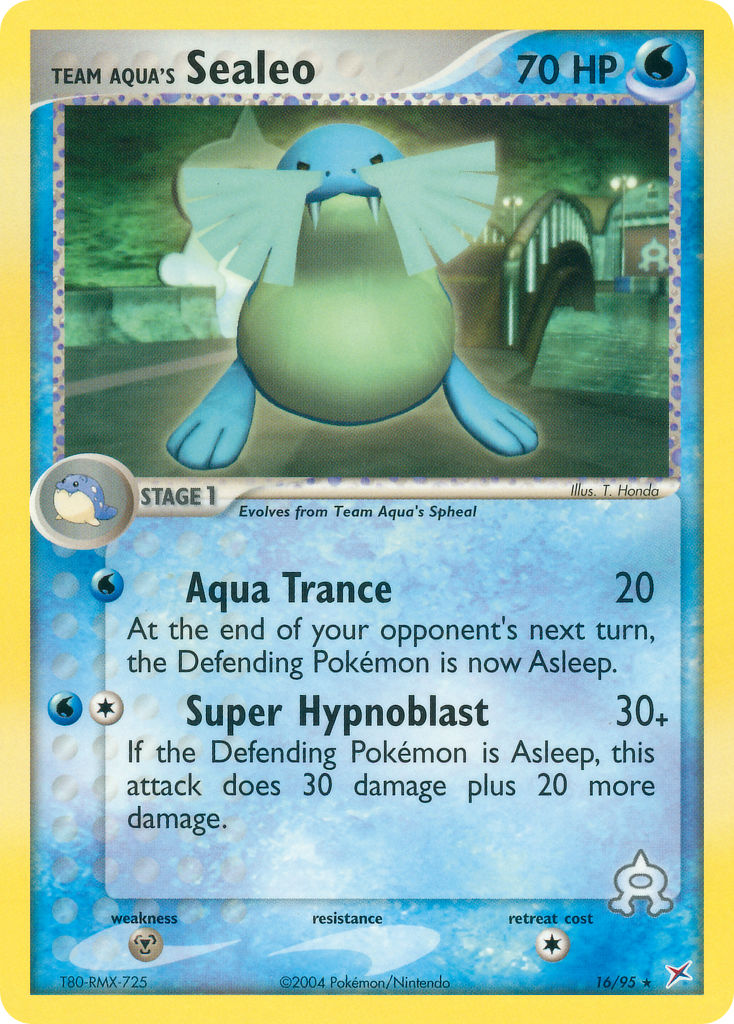 TEAM AQUA'S Sealeo 70 HP
Illus. T. Honda
STAGE 1
Evolves from Team Aqua's Spheal
Aqua Trance 20
At the end of your opponent's next turn,
the Defending Pokémon is now Asleep.
Super Hypnoblast 30+
If the Defending Pokémon is Asleep, this
attack does 30 damage plus 20 more
damage.
weakness resistance retreat cost
T80-RMX-725 ©2004 Pokémon/Nintendo 16/95 ★